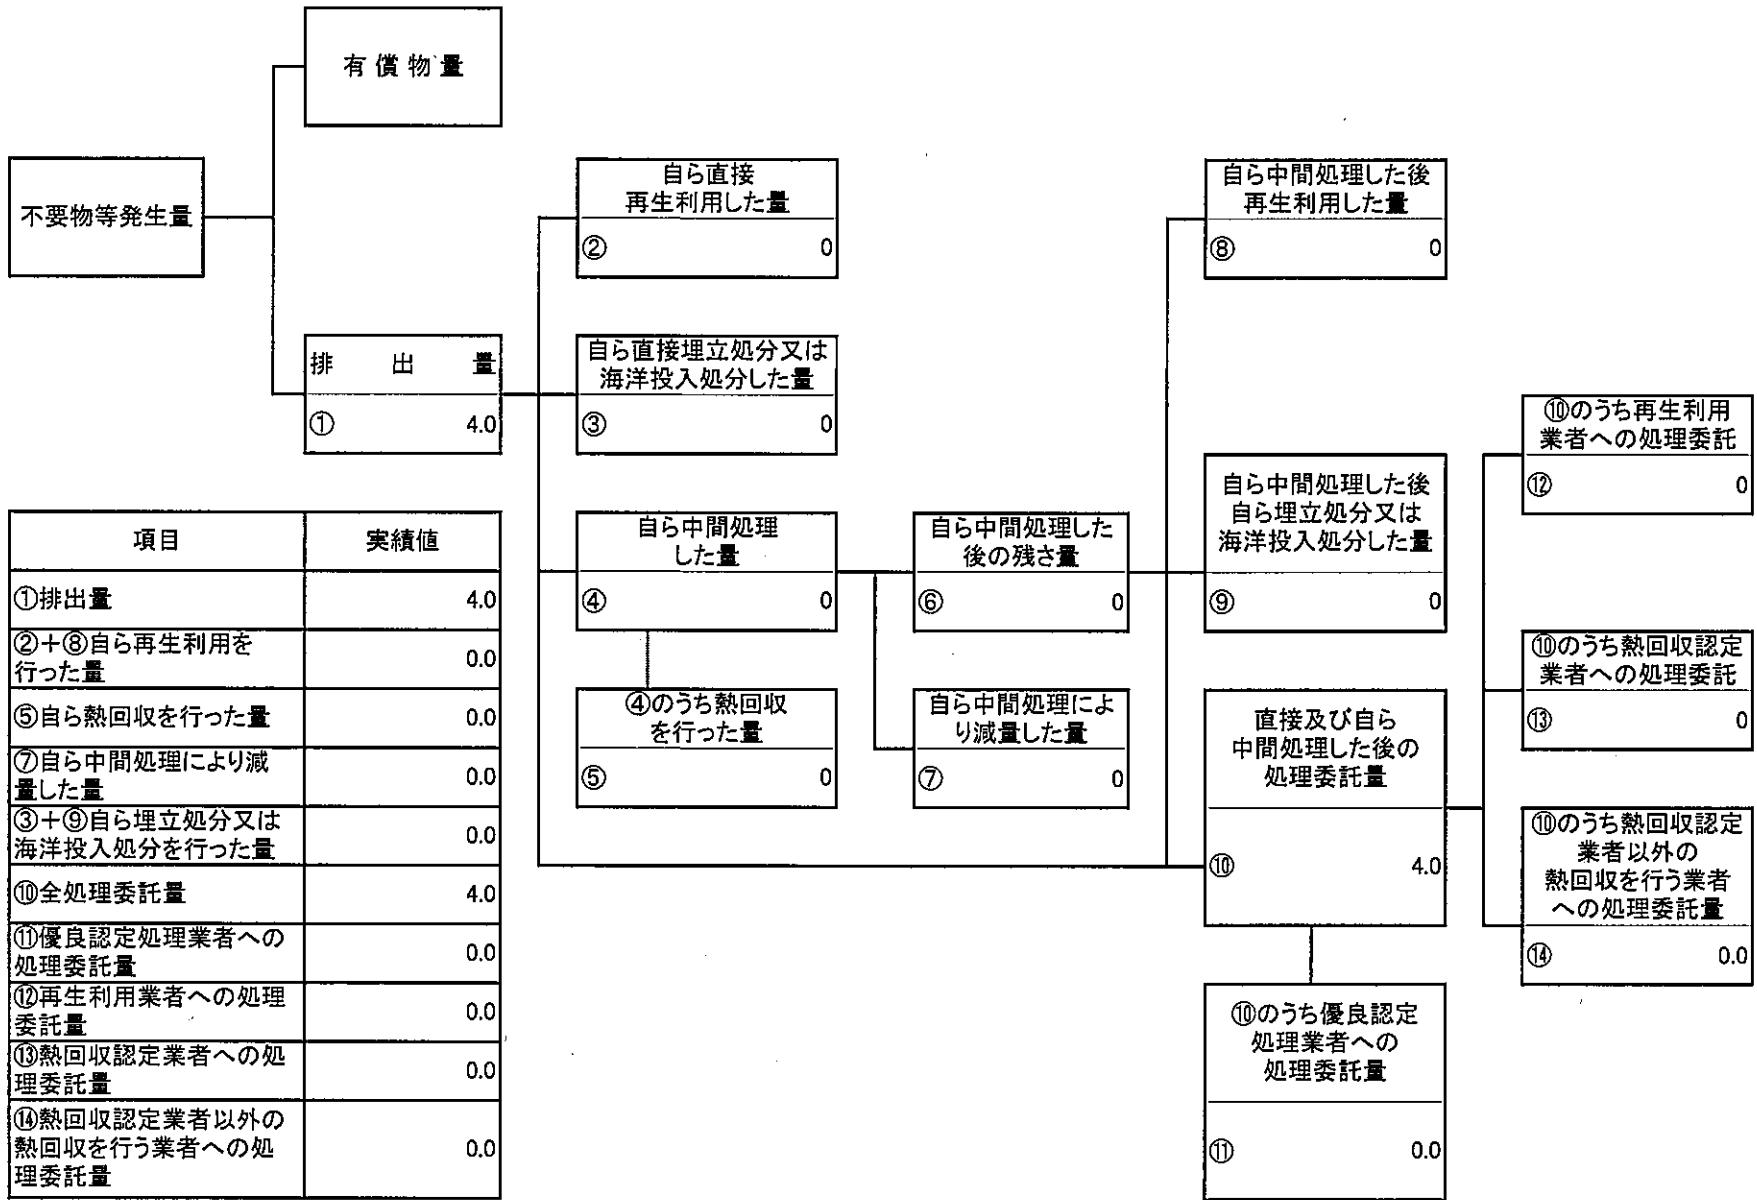 有償物量
不要物等発生量
排出量
① 4.0
自ら直接
再生利用した量
② 0
自ら直接埋立処分又は
海洋投入処分した量
③ 0
自ら中間処理
した量
④ 0
④のうち熱回収
を行った量
⑤ 0
自ら中間処理した
後の残さ量
⑥ 0
自ら中間処理によ
り減量した量
⑦ 0
自ら中間処理した後
再生利用した量
⑧ 0
自ら中間処理した後
自ら埋立処分又は
海洋投入処分した量
⑨ 0
直接及び自ら
中間処理した後の
処理委託量
⑩ 4.0
⑩のうち優良認定
処理業者への
処理委託量
⑪ 0.0
⑩のうち再生利用
業者への処理委託
⑫ 0
⑩のうち熱回収認定
業者への処理委託
⑬ 0
⑩のうち熱回収認定
業者以外の
熱回収を行う業者
への処理委託量
⑭ 0.0
項目 実績値
①排出量 4.0
②+⑧自ら再生利用を
行った量 0.0
⑤自ら熱回収を行った量 0.0
⑦自ら中間処理により減
量した量 0.0
③+⑨自ら埋立処分又は
海洋投入処分を行った量 0.0
⑩全処理委託量 4.0
⑪優良認定処理業者への
処理委託量 0.0
⑫再生利用業者への処理
委託量 0.0
⑬熱回収認定業者への処
理委託量 0.0
⑭熱回収認定業者以外の
熱回収を行う業者への処
理委託量 0.0